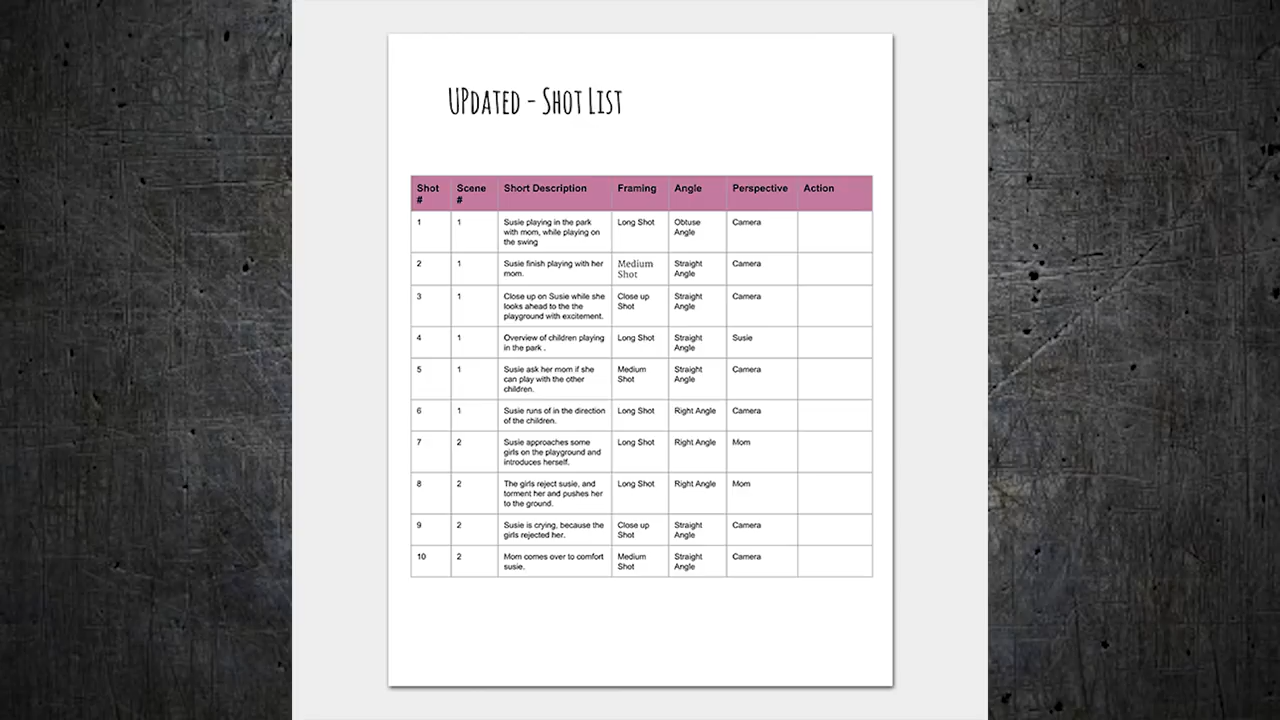 UPdated - Shot List
Shot # Scene # Short Description Framing Angle Perspective Action
1 1 Susie playing in the park with mom, while playing on the swing Long Shot Obtuse Angle Camera
2 1 Susie finish playing with her mom. Medium Shot Straight Angle Camera
3 1 Close up on Susie while she looks ahead to the the playground with excitement. Close up Shot Straight Angle Camera
4 1 Overview of children playing in the park . Long Shot Straight Angle Susie
5 1 Susie ask her mom if she can play with the other children. Medium Shot Straight Angle Camera
6 1 Susie runs of in the direction of the children. Long Shot Right Angle Camera
7 2 Susie approaches some girls on the playground and introduces herself. Long Shot Right Angle Mom
8 2 The girls reject susie, and torment her and pushes her to the ground. Long Shot Right Angle Mom
9 2 Susie is crying, because the girls rejected her. Close up Shot Straight Angle Camera
10 2 Mom comes over to comfort susie. Medium Shot Straight Angle Camera